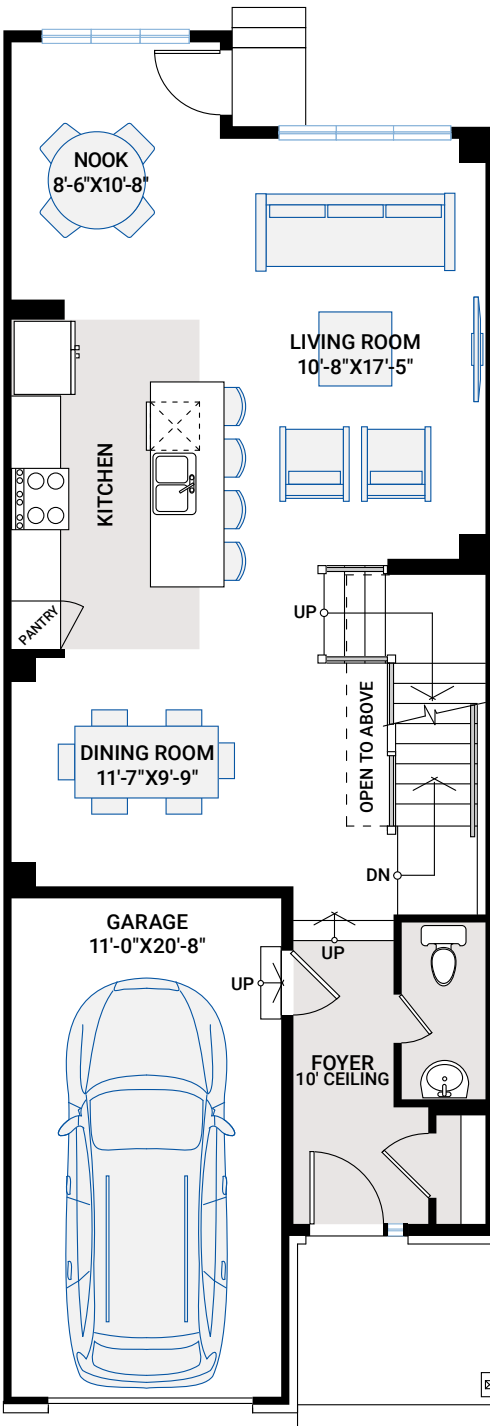 NOOK
8'-6"X10'-8"
LIVING ROOM
10'-8"X17'-5"
KITCHEN
PANTRY
UP
OPEN TO ABOVE
DINING ROOM
11'-7"X9'-9"
DN
GARAGE
11'-0"X20'-8"
UP
UP
FOYER
10' CEILING